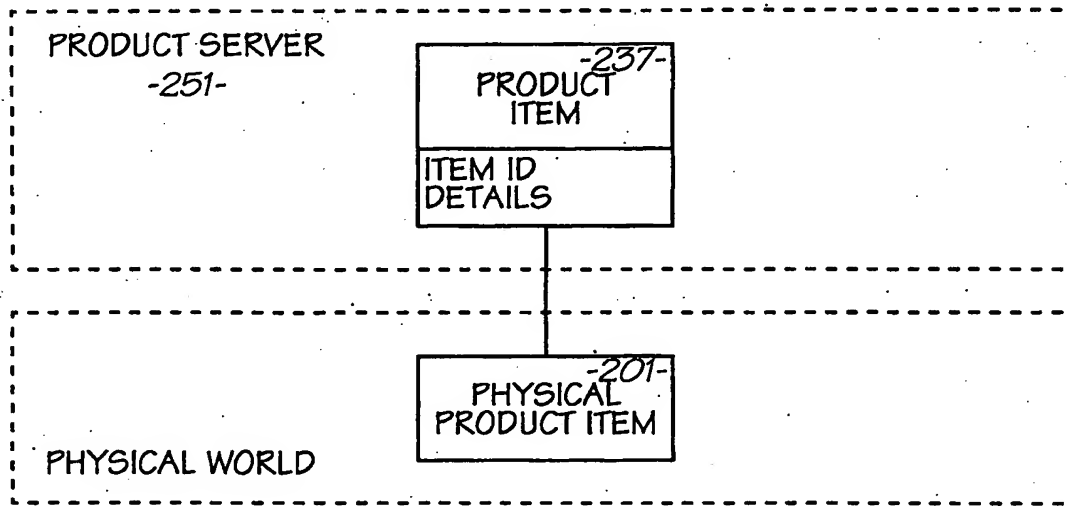 PRODUCT SERVER
-251-
-237-
PRODUCT
ITEM
ITEM ID
DETAILS
-201-
PHYSICAL
PRODUCT ITEM
PHYSICAL WORLD